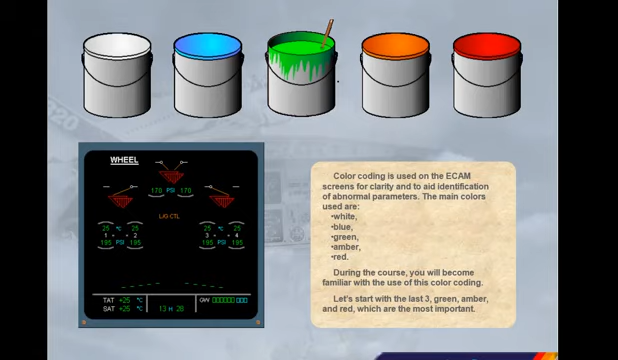 WHEEL
170 PSI 170
L/G CTL
25 °C 25
1 2
195 PSI 195
25 °C 25
3 4
195 PSI 195
TAT +25 °C
SAT +25 °C
13 H 28
GW
Color coding is used on the ECAM
screens for clarity and to aid identification
of abnormal parameters. The main colors
used are:
•white,
•blue,
•green,
•amber,
•red.
During the course, you will become
familiar with the use of this color coding.
Let's start with the last 3, green, amber,
and red, which are the most important.